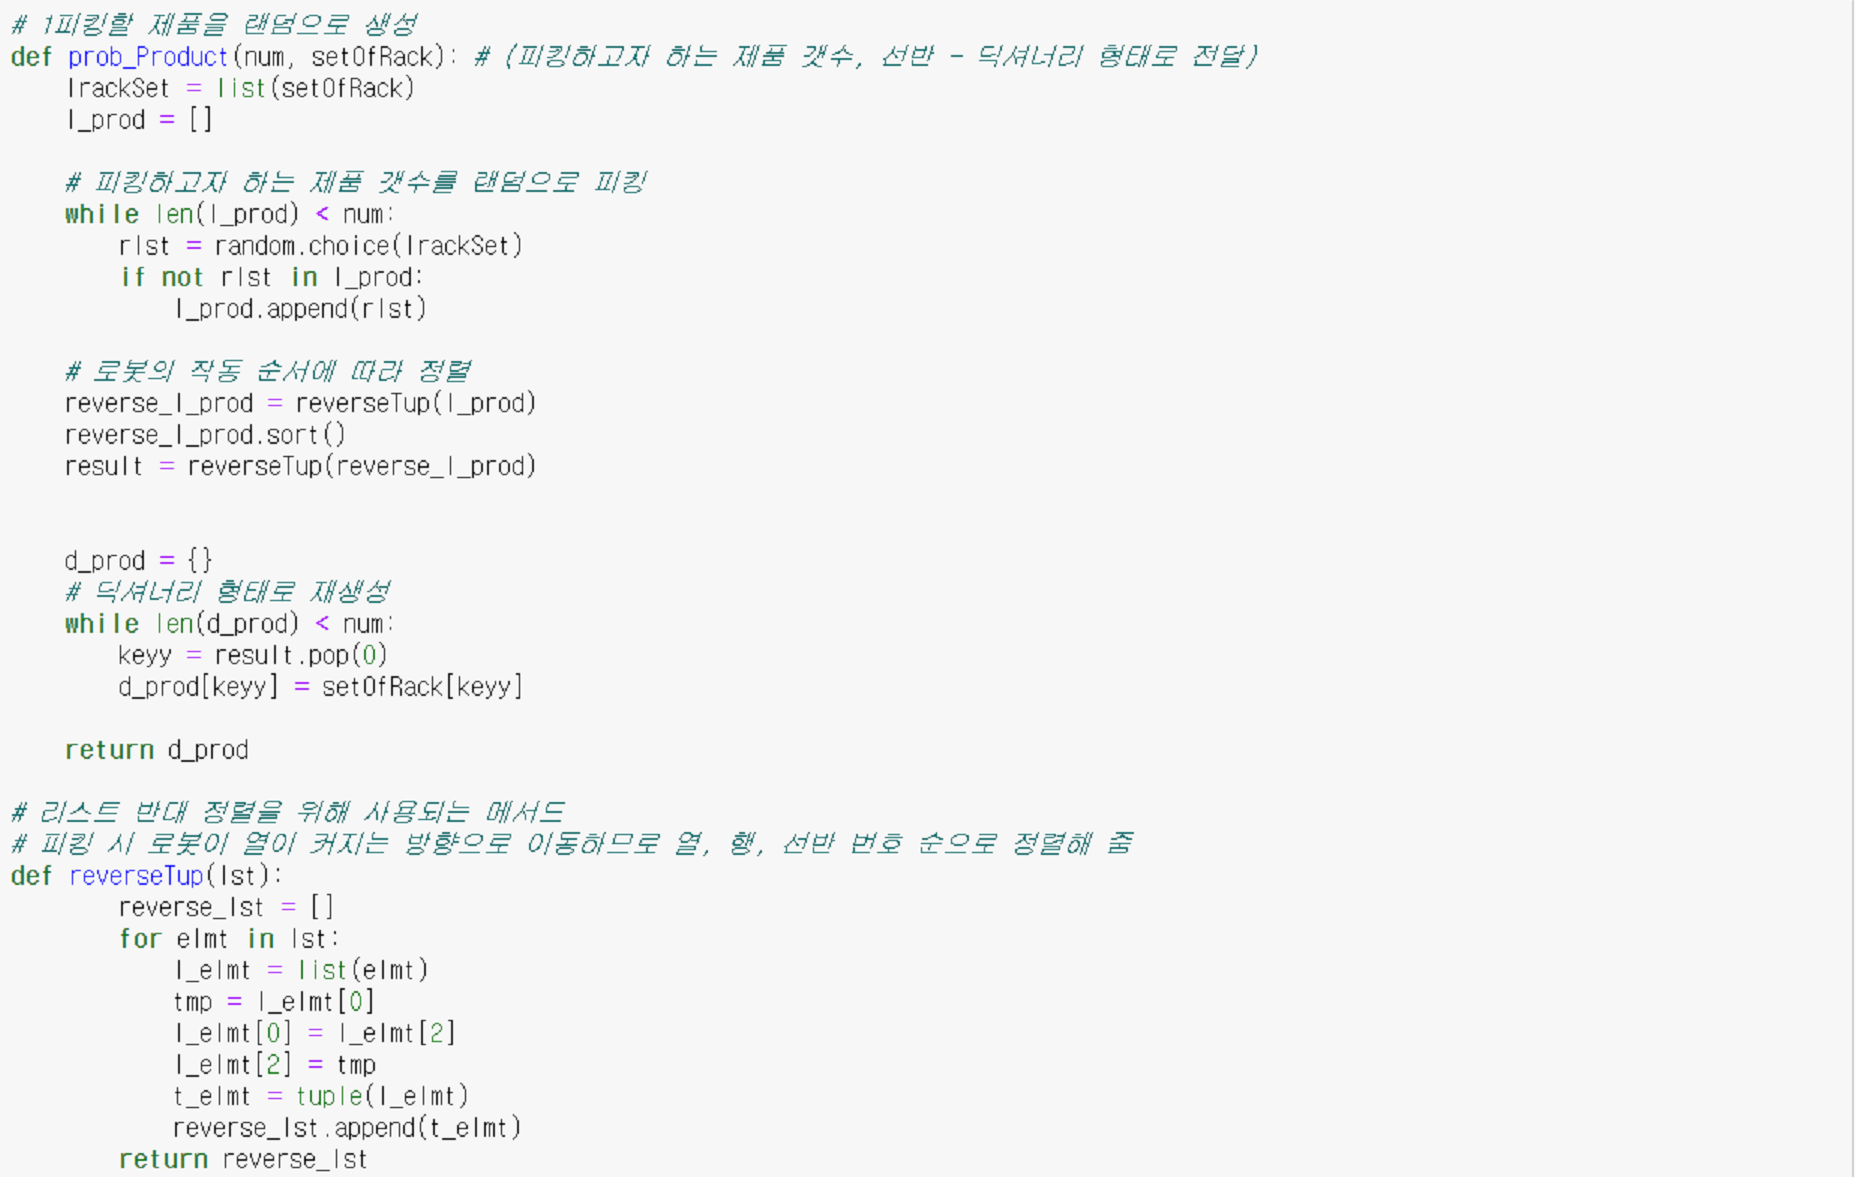 # 1피킹할 제품을 랜덤으로 생성
def prob_Product(num, setOfRack): # (피킹하고자 하는 제품 갯수, 선반 - 딕셔너리 형태로 전달)
    lrackSet = list(setOfRack)
    l_prod = []
    # 피킹하고자 하는 제품 갯수를 랜덤으로 피킹
    while len(l_prod) < num:
        rlst = random.choice(lrackSet)
        if not rlst in l_prod:
            l_prod.append(rlst)
    # 로봇의 작동 순서에 따라 정렬
    reverse_l_prod = reverseTup(l_prod)
    reverse_l_prod.sort()
    result = reverseTup(reverse_l_prod)
    d_prod = {}
    # 딕셔너리 형태로 재생성
    while len(d_prod) < num:
        keyy = result.pop(0)
        d_prod[keyy] = setOfRack[keyy]
    return d_prod
# 리스트 반대 정렬을 위해 사용되는 메서드
# 피킹 시 로봇이 열이 커지는 방향으로 이동하므로 열, 행, 선반 번호 순으로 정렬해 줌
def reverseTup(lst):
        reverse_lst = []
        for elmt in lst:
            l_elmt = list(elmt)
            tmp = l_elmt[0]
            l_elmt[0] = l_elmt[2]
            l_elmt[2] = tmp
            t_elmt = tuple(l_elmt)
            reverse_lst.append(t_elmt)
        return reverse_lst